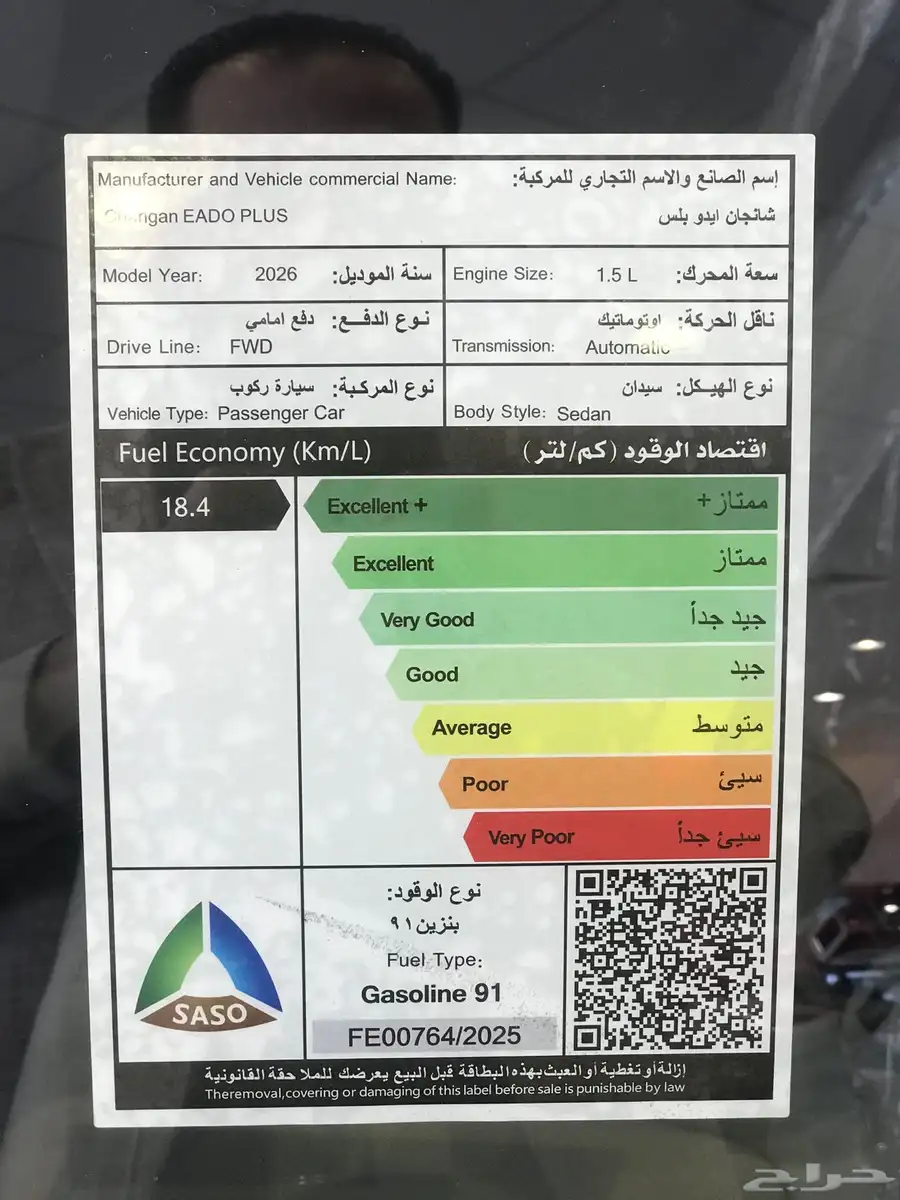 Manufacturer and Vehicle commercial Name: إسم الصانع والاسم التجاري للمركبة:
Changan EADO PLUS شانجان ايدو بلس
Model Year: 2026 سنة الموديل:
Engine Size: 1.5 L سعة المحرك:
نـوع الدفــع: دفع امامي
Drive Line: FWD
ناقل الحركة: اوتوماتيك
Transmission: Automatic
نوع المركـبة: سيارة ركوب
Vehicle Type: Passenger Car
نوع الهيـكل: سيدان
Body Style: Sedan
Fuel Economy (Km/L) اقتصاد الوقود (كم/لتر)
18.4
Excellent + ممتاز+
Excellent ممتاز
Very Good جيد جداً
Good جيد
Average متوسط
Poor سيئ
Very Poor سيئ جداً
SASO
نوع الوقود:
بنزين ٩١
Fuel Type:
Gasoline 91
FE00764/2025
إزالة أو تغطية أو العبث بهذه البطاقة قبل البيع يعرضك للملاحقة القانونية
Theremoval,covering or damaging of this label before sale is punishable by law
حراج